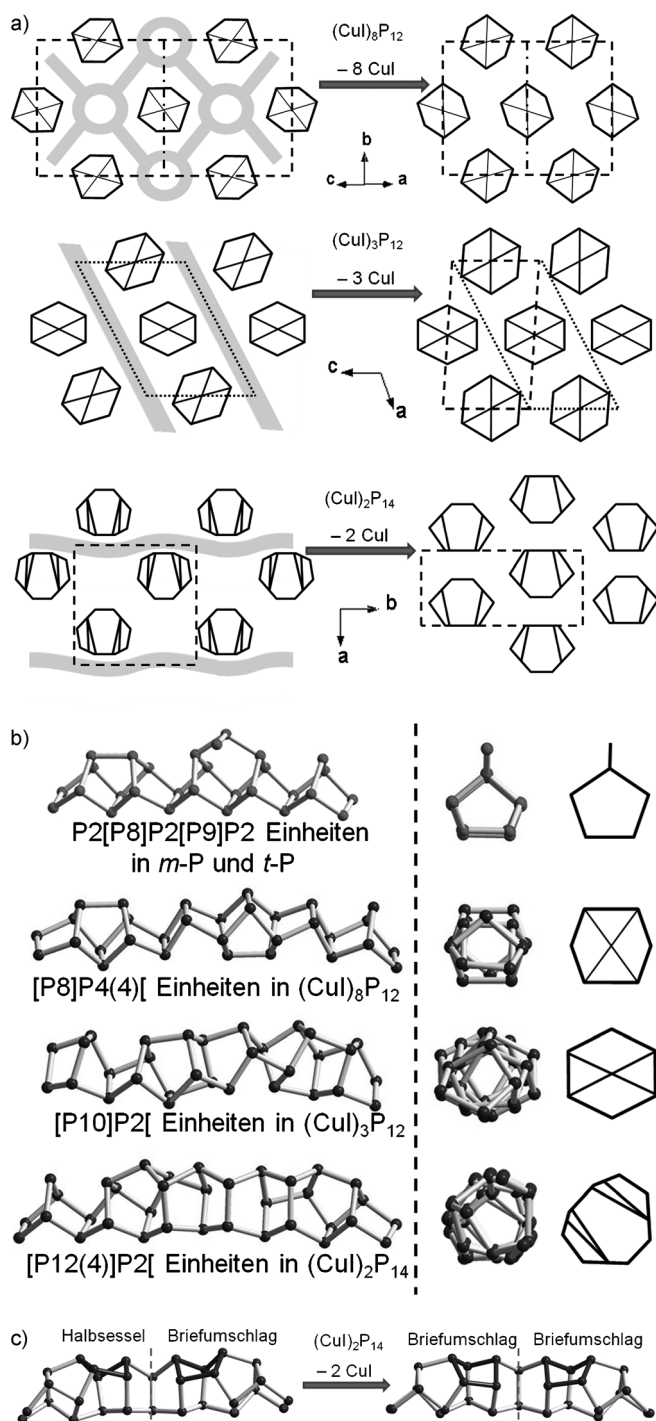 a)
(CuI)₈P₁₂
– 8 CuI
b
c a
(CuI)₃P₁₂
– 3 CuI
c
a
(CuI)₂P₁₄
– 2 CuI
b
a
b)
P2[P8]P2[P9]P2 Einheiten
in m-P und t-P
[P8]P4(4)[ Einheiten in (CuI)₈P₁₂
[P10]P2[ Einheiten in (CuI)₃P₁₂
[P12(4)]P2[ Einheiten in (CuI)₂P₁₄
c)
Halbsessel Briefumschlag (CuI)₂P₁₄ Briefumschlag Briefumschlag
– 2 CuI